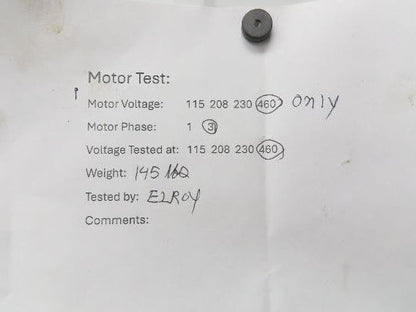 Motor Test:
Motor Voltage: 115 208 230 460 only
Motor Phase: 1 3
Voltage Tested at: 115 208 230 460
Weight: 145
Tested by: ELROY
Comments: